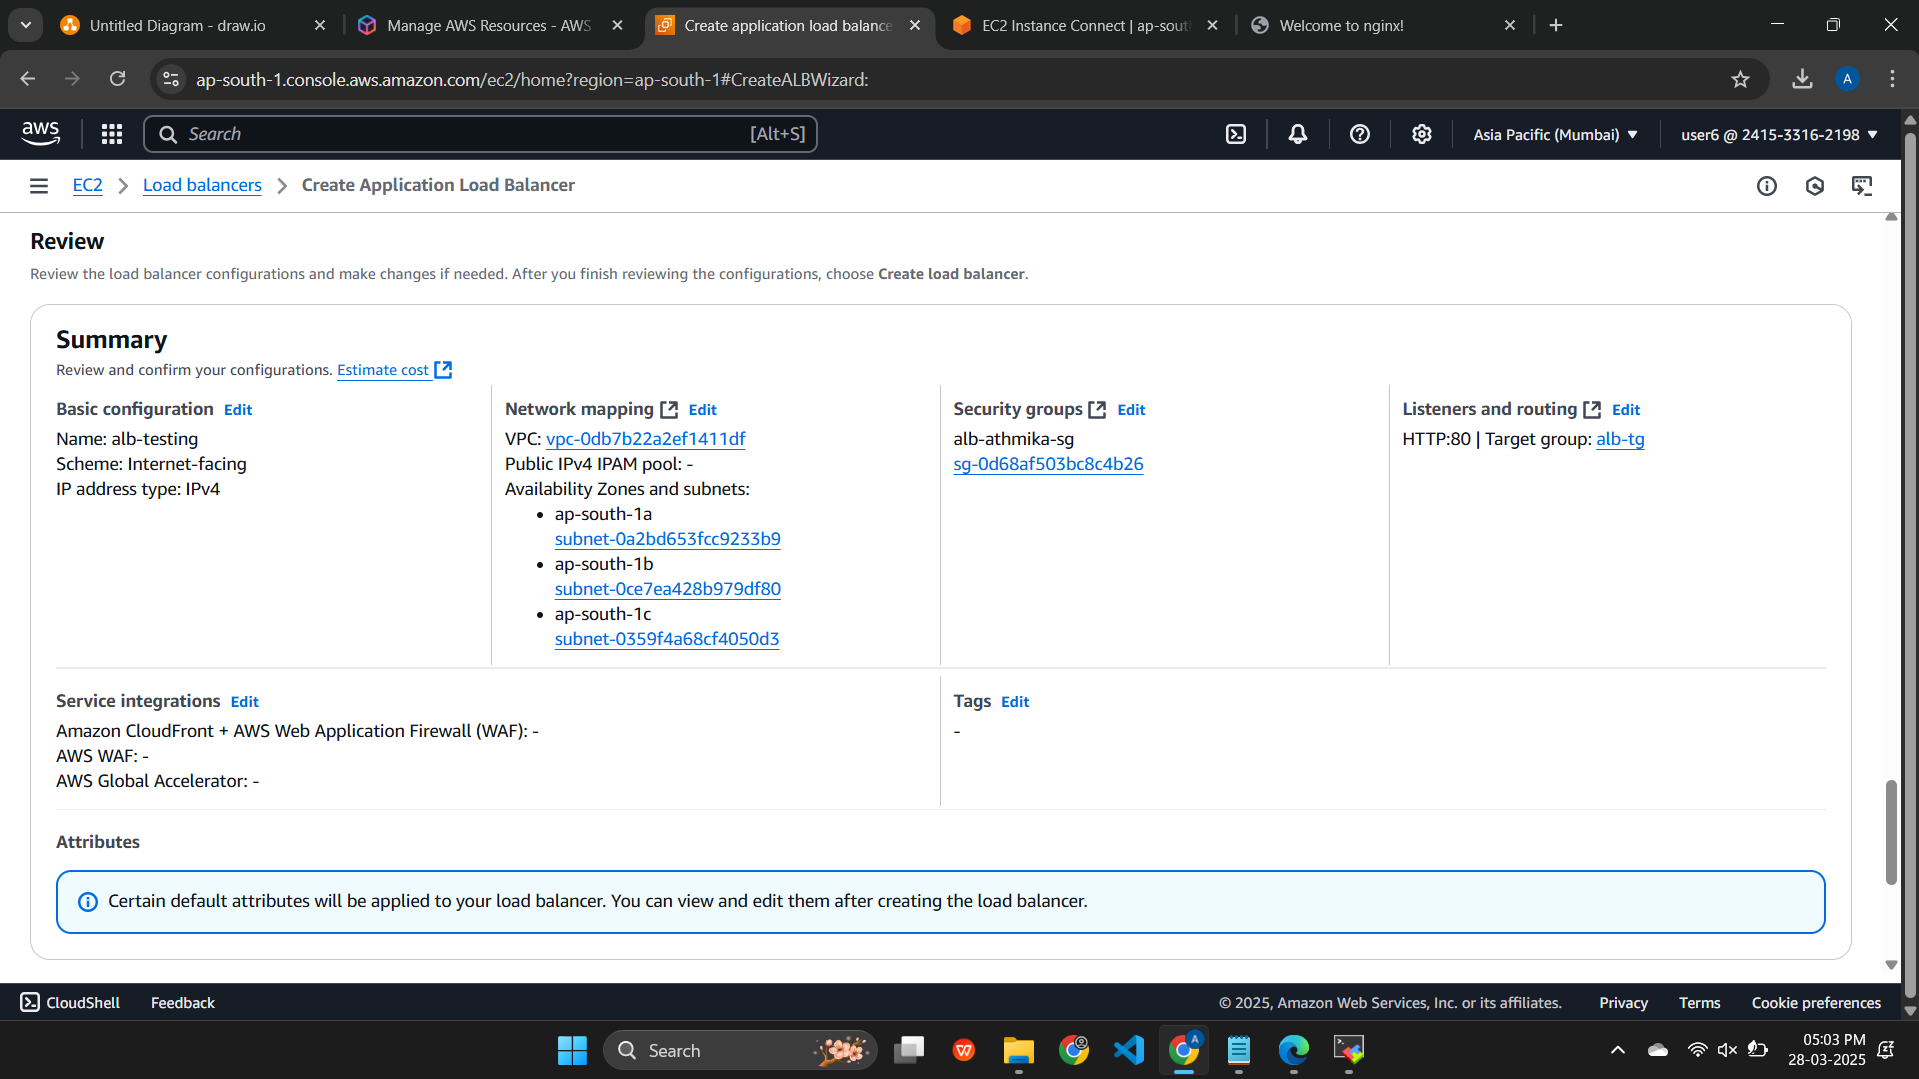 Untitled Diagram - draw.io
Manage AWS Resources - AWS
Create application load balance
EC2 Instance Connect | ap-sout
Welcome to nginx!
ap-south-1.console.aws.amazon.com/ec2/home?region=ap-south-1#CreateALBWizard:
A
aws
Search
[Alt+S]
Asia Pacific (Mumbai)
user6 @ 2415-3316-2198
EC2
Load balancers
Create Application Load Balancer
Review
Review the load balancer configurations and make changes if needed. After you finish reviewing the configurations, choose Create load balancer.
Summary
Review and confirm your configurations. Estimate cost
Basic configuration Edit
Name: alb-testing
Scheme: Internet-facing
IP address type: IPv4
Network mapping Edit
VPC: vpc-0db7b22a2ef1411df
Public IPv4 IPAM pool: -
Availability Zones and subnets:
• ap-south-1a
subnet-0a2bd653fcc9233b9
• ap-south-1b
subnet-0ce7ea428b979df80
• ap-south-1c
subnet-0359f4a68cf4050d3
Security groups Edit
alb-athmika-sg
sg-0d68af503bc8c4b26
Listeners and routing Edit
HTTP:80 | Target group: alb-tg
Service integrations Edit
Amazon CloudFront + AWS Web Application Firewall (WAF): -
AWS WAF: -
AWS Global Accelerator: -
Tags Edit
-
Attributes
Certain default attributes will be applied to your load balancer. You can view and edit them after creating the load balancer.
CloudShell
Feedback
© 2025, Amazon Web Services, Inc. or its affiliates.
Privacy
Terms
Cookie preferences
Search
A
05:03 PM
28-03-2025